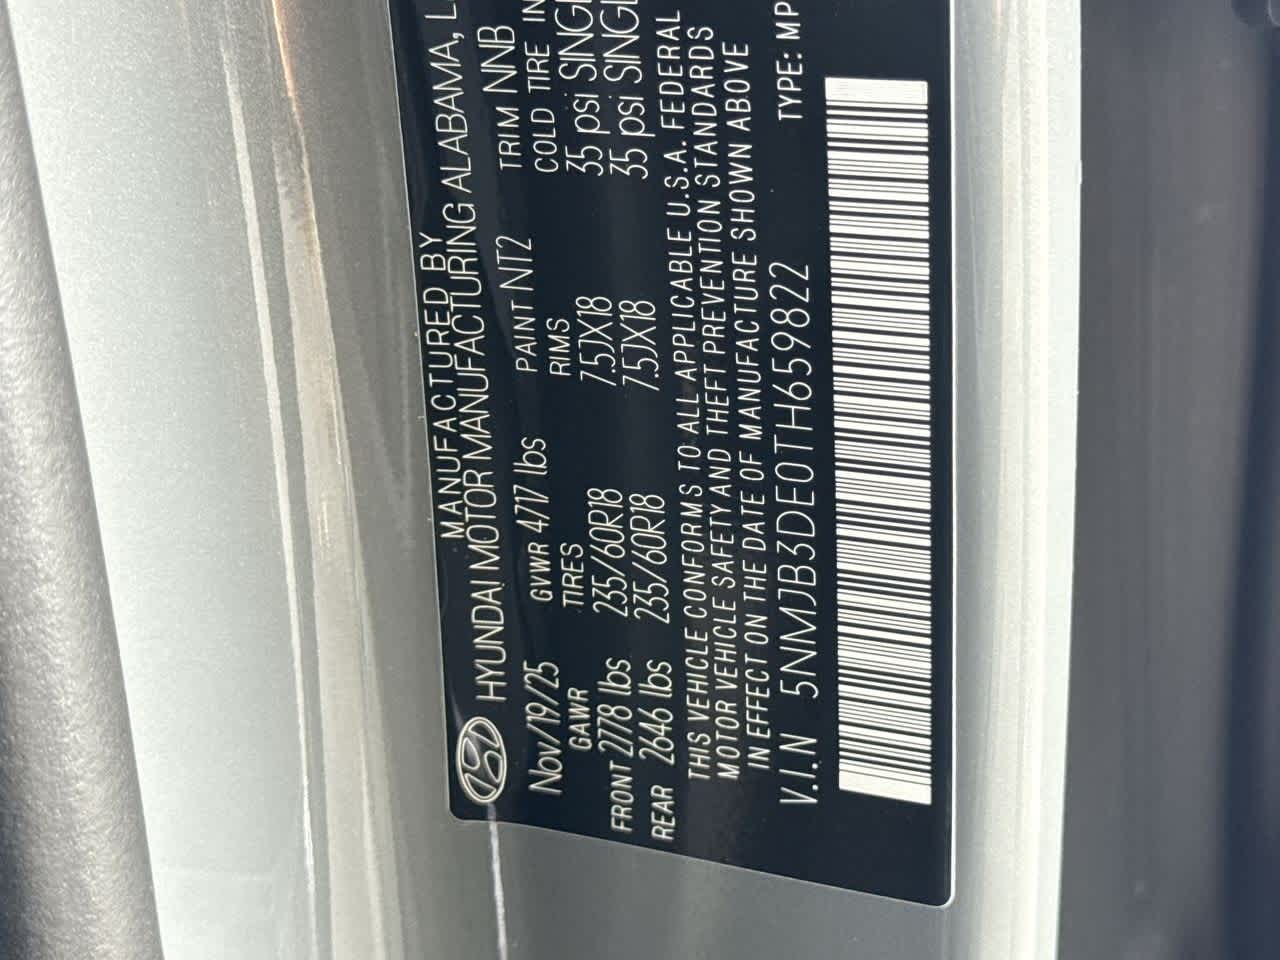 MANUFACTURED BY
HYUNDAI MOTOR MANUFACTURING ALABAMA,
Nov/19/25 GVWR 4717 lbs PAINT NT2 TRIM NNB
GAWR TIRES RIMS COLD TIRE
FRONT 2778 lbs 235/60R18 7.5JX18 35 psi
REAR 2646 lbs 235/60R18 7.5JX18 35 psi
THIS VEHICLE CONFORMS TO ALL APPLICABLE U.S.A. FEDERAL
MOTOR VEHICLE SAFETY AND THEFT PREVENTION STANDARDS
IN EFFECT ON THE DATE OF MANUFACTURE SHOWN ABOVE
V.I.N 5NMJB3DE0TH659822 TYPE: